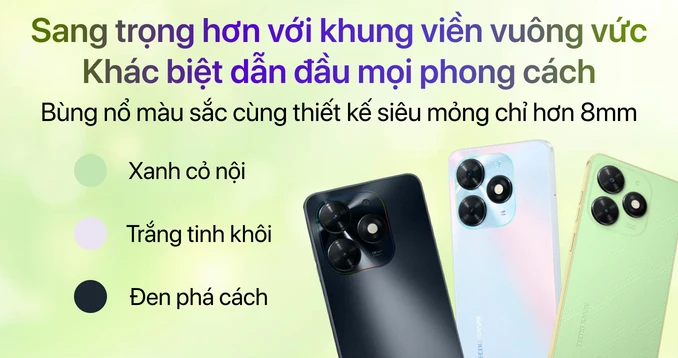 Sang trọng hơn với khung viền vuông vức
Khác biệt dẫn đầu mọi phong cách
Bùng nổ màu sắc cùng thiết kế siêu mỏng chỉ hơn 8mm
Xanh cỏ nội
Trắng tinh khôi
Đen phá cách